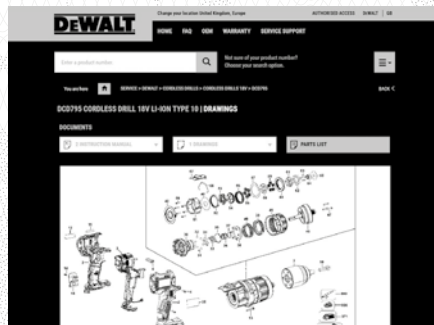 DEWALT
Change your location United Kingdom, Europe
AUTHORISED ACCESS DEWALT | GB
HOME FAQ OEM WARRANTY SERVICE SUPPORT
Enter a product number.
Not sure of your product number?
Choose your search option.
You are here
SERVICE > DEWALT > CORDLESS DRILLS > CORDLESS DRILLS 18V > DCD795
BACK <
DCD795 CORDLESS DRILL 18V LI-ION TYPE 10 | DRAWINGS
DOCUMENTS
2 INSTRUCTION MANUAL
1 DRAWINGS
PARTS LIST